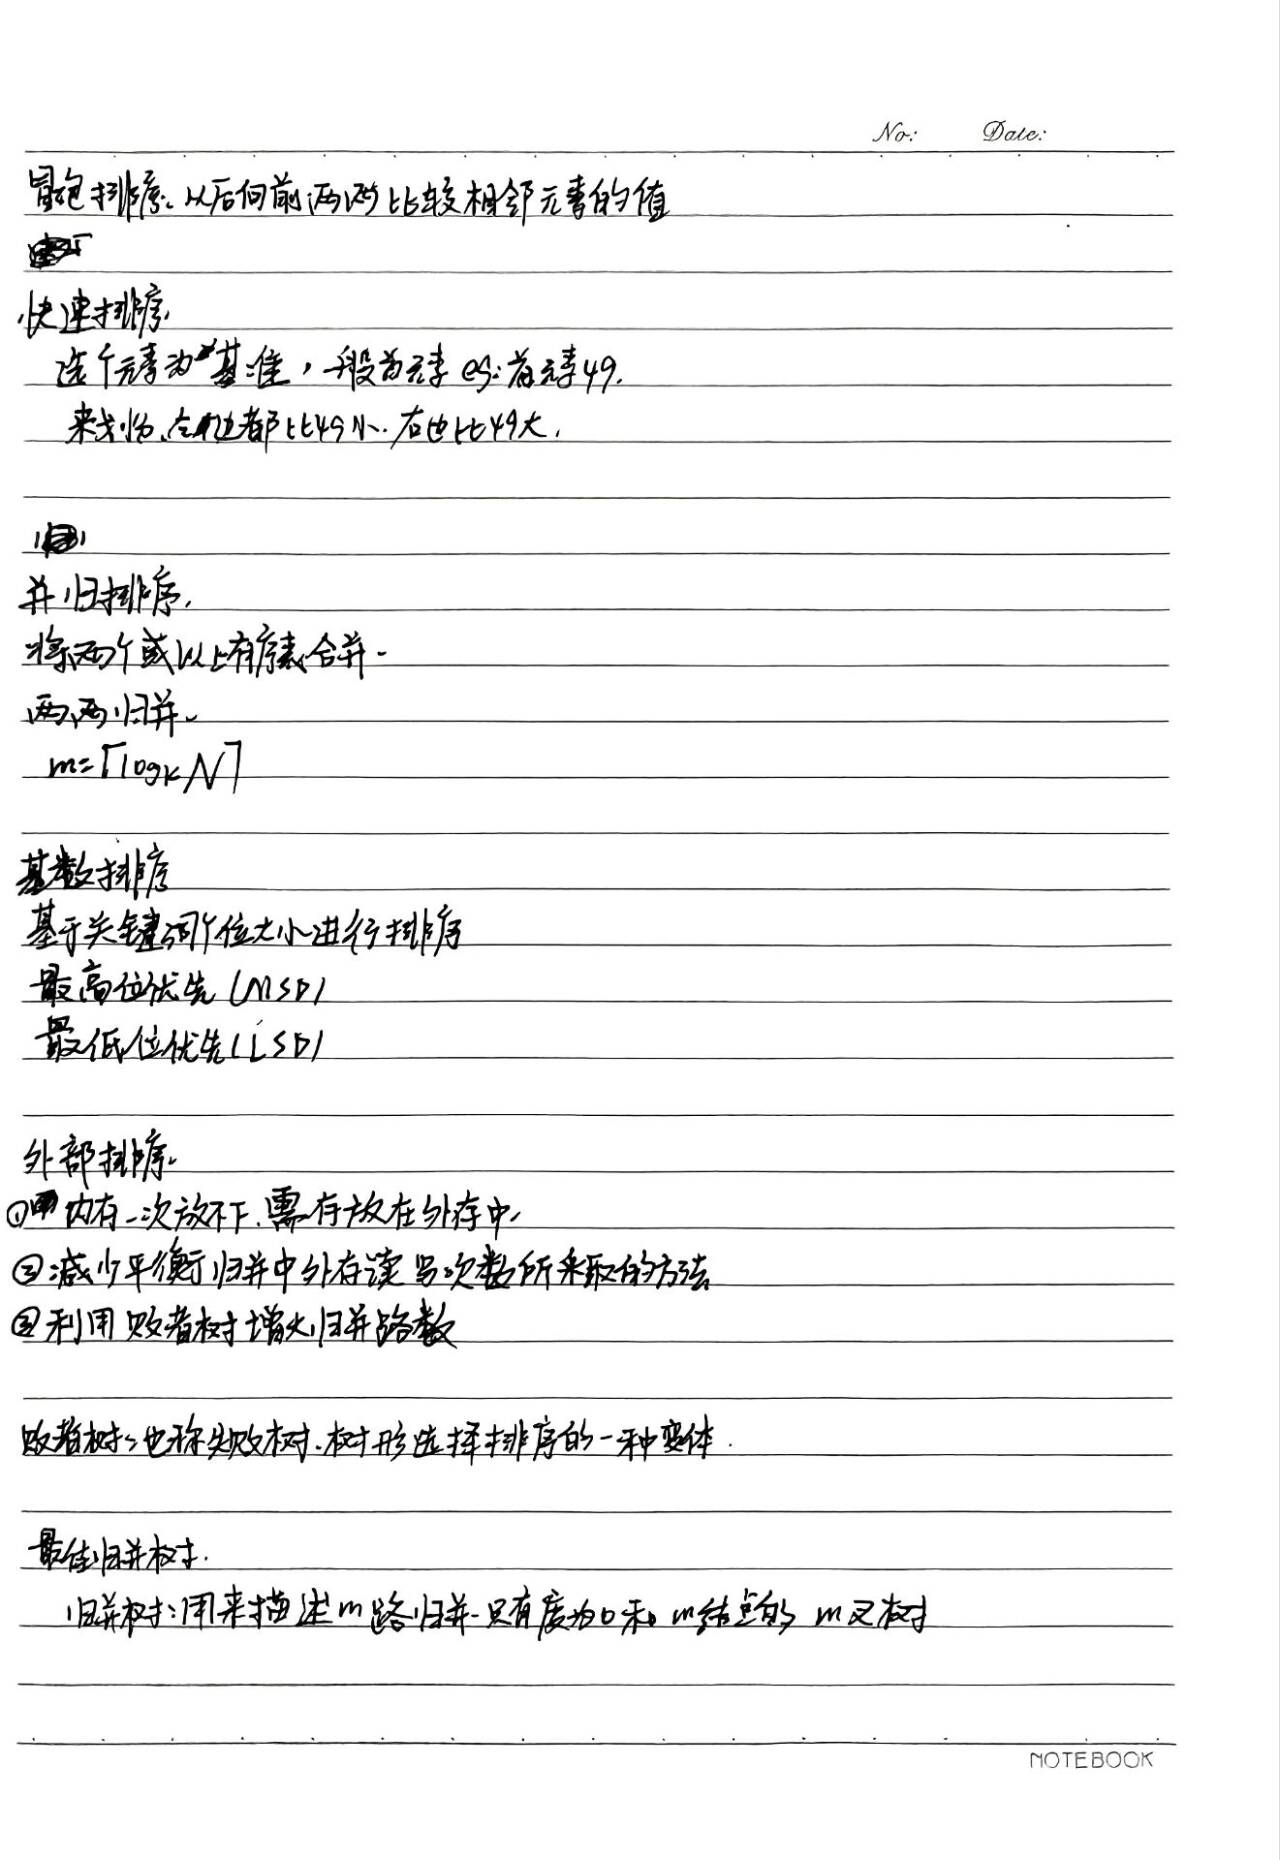 No: Date:
冒泡排序、以后向前两两比较相邻元素的值
快速排序
选个元素为基准，一般首元素 eg:首元素49.
来划份、左边都比49小.右边比49大.
并归排序.
将两个或以上有序表合并.
两两归并.
m=⌈logₖN⌉
基数排序
基于关键词个位大小进行排序
最高位优先(MSD)
最低位优先(LSD)
外部排序.
① 内存一次放不下、需存放在外存中.
②减少平衡归并中外存读写次数所采取的方法
③利用败者树增大归并路数
败者树:也称失败树、树形选择排序的一种变体.
最佳归并树.
归并树:用来描述m路归并.只有度为0和m结点的m叉树
NOTEBOOK